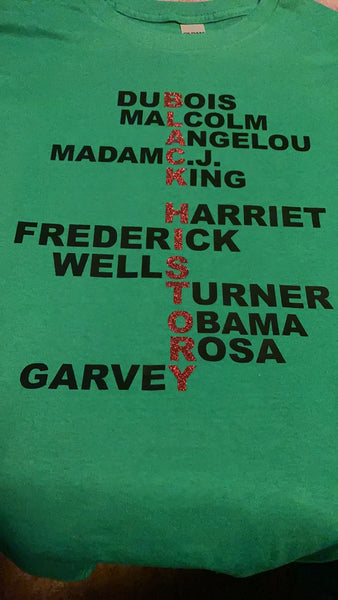 DUBOIS
MALCOLM
ANGELOU
MADAMC.J.
KING
HARRIET
FREDERICK
WELLS
TURNER
OBAMA
ROSA
GARVEY